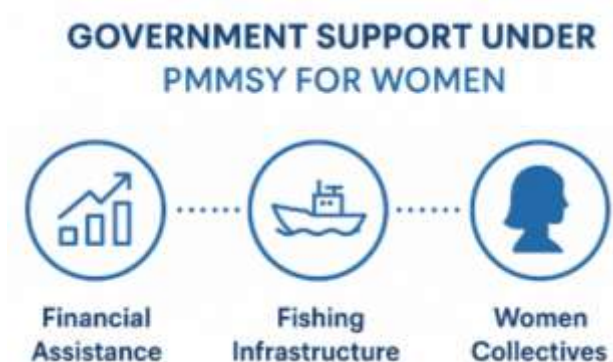 GOVERNMENT SUPPORT UNDER
PMMSY FOR WOMEN
Financial
Assistance
Fishing
Infrastructure
Women
Collectives